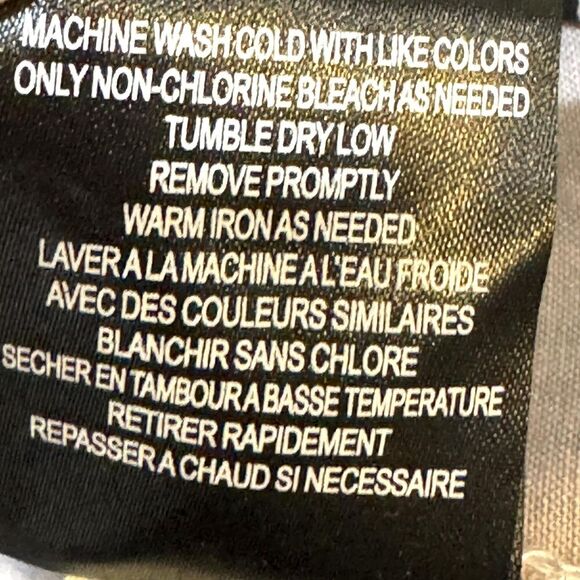 MACHINE WASH COLD WITH LIKE COLORS
ONLY NON-CHLORINE BLEACH AS NEEDED
TUMBLE DRY LOW
REMOVE PROMPTLY
WARM IRON AS NEEDED
LAVER A LA MACHINE A L'EAU FROIDE
AVEC DES COULEURS SIMILAIRES
BLANCHIR SANS CHLORE
SECHER EN TAMBOUR A BASSE TEMPERATURE
RETIRER RAPIDEMENT
REPASSER A CHAUD SI NECESSAIRE